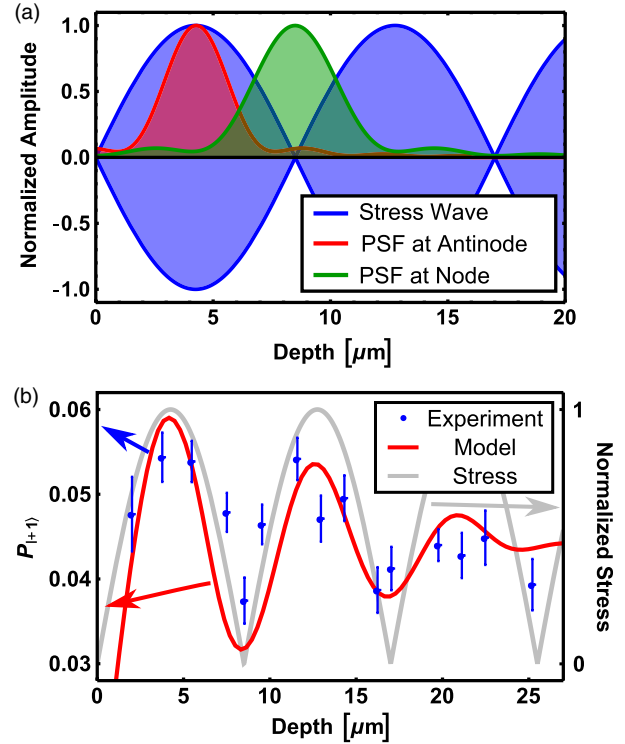 (a)
Normalized Amplitude
1.0
0.5
0.0
-0.5
-1.0
Stress Wave
PSF at Antinode
PSF at Node
0 5 10 15 20
Depth [μm]
(b)
P|+1⟩
0.06
0.05
0.04
0.03
Experiment
Model
Stress
1
0
Normalized Stress
0 5 10 15 20 25
Depth [μm]